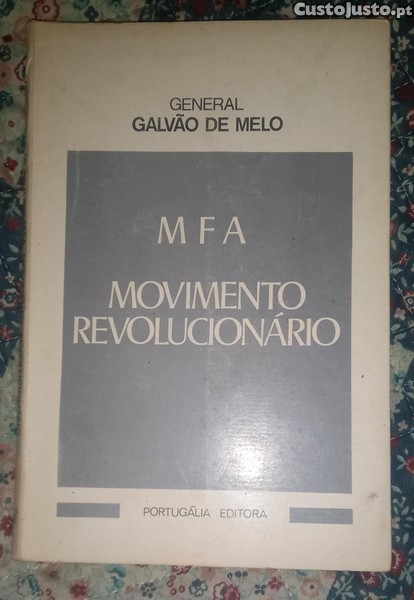 CustoJusto.pt
GENERAL
GALVÃO DE MELO
MFA
MOVIMENTO
REVOLUCIONÁRIO
PORTUGÁLIA EDITORA